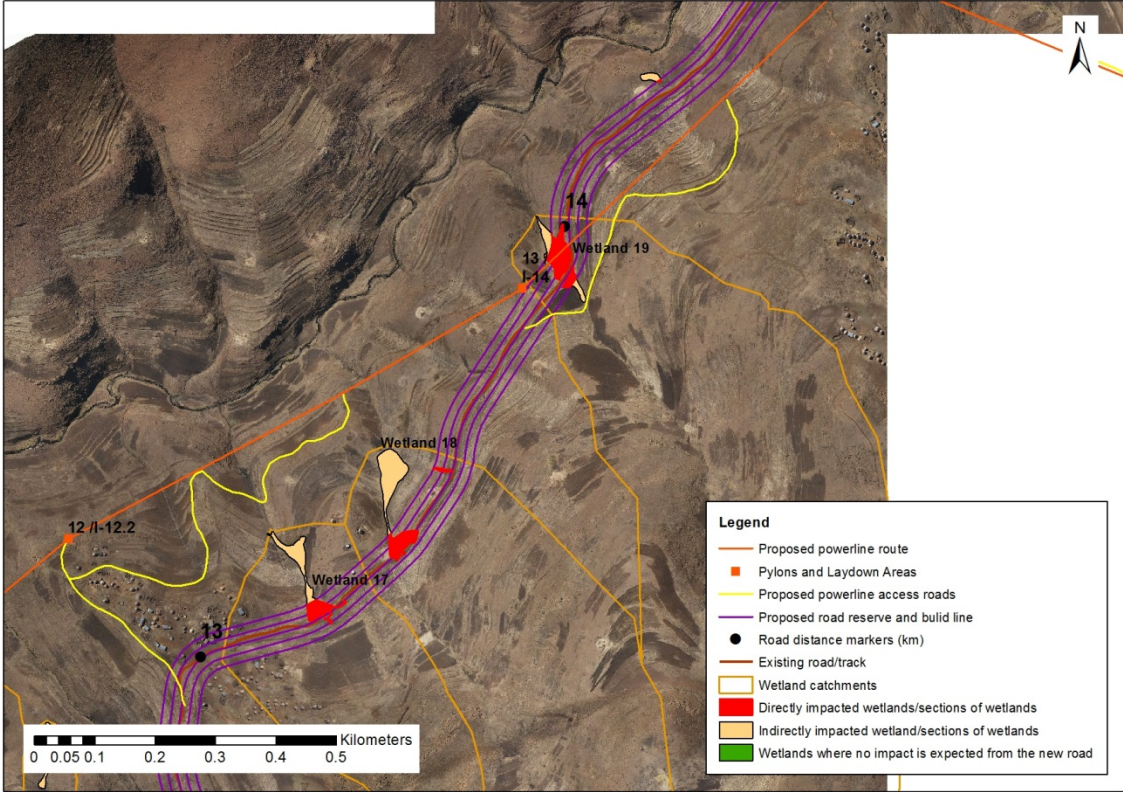 N
14
Wetland 19
13
I-14
Wetland 18
12 /I-12.2
Wetland 17
13
Legend
Proposed powerline route
Pylons and Laydown Areas
Proposed powerline access roads
Proposed road reserve and bulid line
Road distance markers (km)
Existing road/track
Wetland catchments
Directly impacted wetlands/sections of wetlands
Indirectly impacted wetland/sections of wetlands
Wetlands where no impact is expected from the new road
Kilometers
0 0.05 0.1 0.2 0.3 0.4 0.5